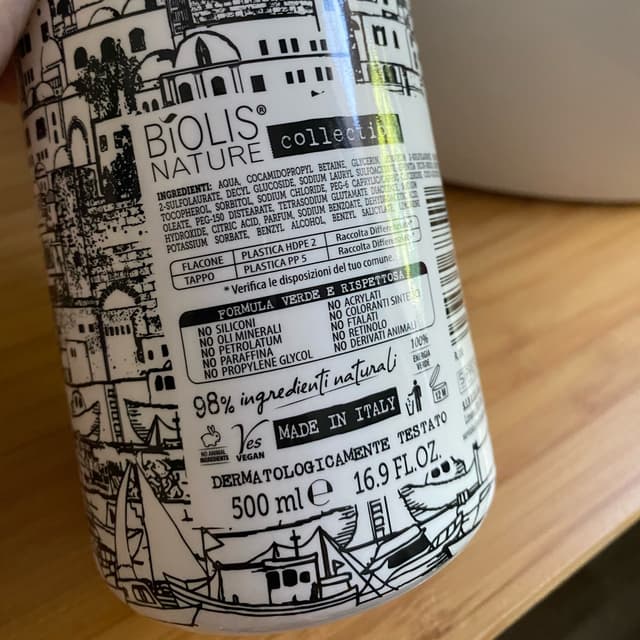 BIOLIS® collection
NATURE
INGREDIENTI: AQUA, COCAMIDOPROPYL BETAINE, GLYCERIN,
2-SULFOLAURATE, DECYL GLUCOSIDE, SODIUM LAURYL
TOCOPHEROL, SORBITOL, SODIUM CHLORIDE, PEG-6
OLEATE, PEG-150 DISTEARATE, TETRASODIUM GLUTAMATE
HYDROXIDE, CITRIC ACID, PARFUM, SODIUM BENZOATE,
POTASSIUM SORBATE, BENZYL ALCOHOL, BENZYL
FLACONE PLASTICA HDPE 2 Raccolta
TAPPO PLASTICA PP 5 Raccolta
* Verifica le disposizioni del tuo comune.
FORMULA VERDE E RISPETTOSA
NO SILICONI
NO OLI MINERALI
NO PETROLATUM
NO PARAFFINA
NO PROPYLENE GLYCOL
NO ACRYLATI
NO COLORANTI
NO FTALATI
NO RETINOLO
NO DERIVATI ANIMALI
98% ingredienti naturali
100%
ENERGIA
VERDE
NO ANIMAL
INGREDIENTS
Yes
VEGAN
MADE IN ITALY
12 M
DERMATOLOGICAMENTE TESTATO
500 ml e 16.9 FL.OZ.